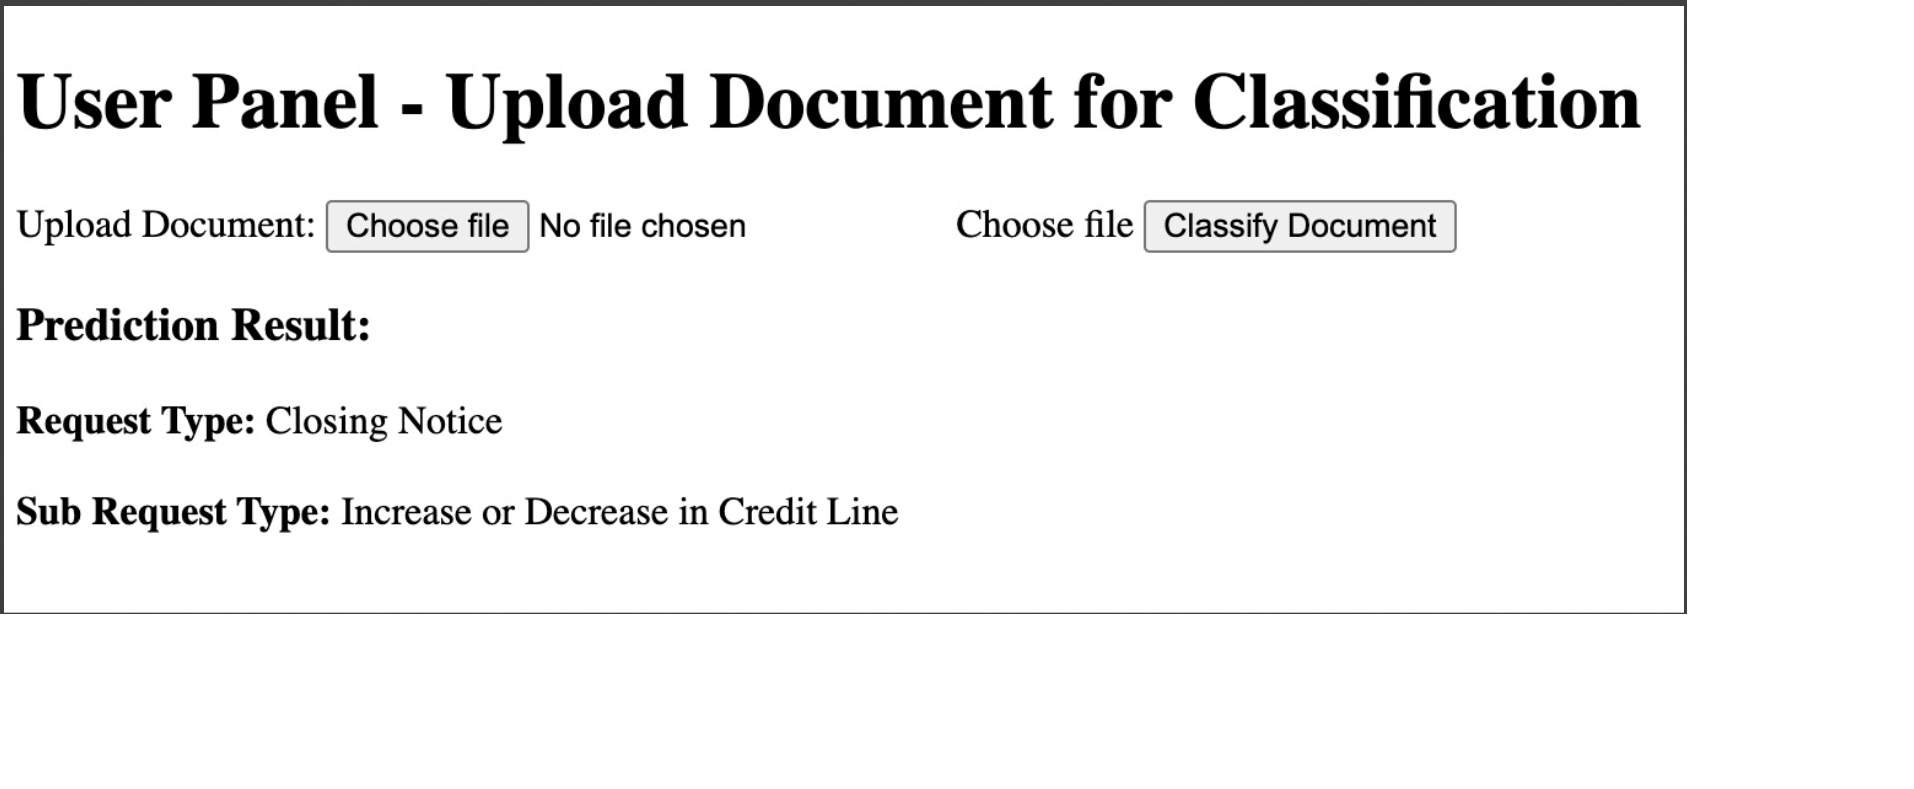 User Panel - Upload Document for Classification
Upload Document: Choose file No file chosen Choose file Classify Document
Prediction Result:
Request Type: Closing Notice
Sub Request Type: Increase or Decrease in Credit Line